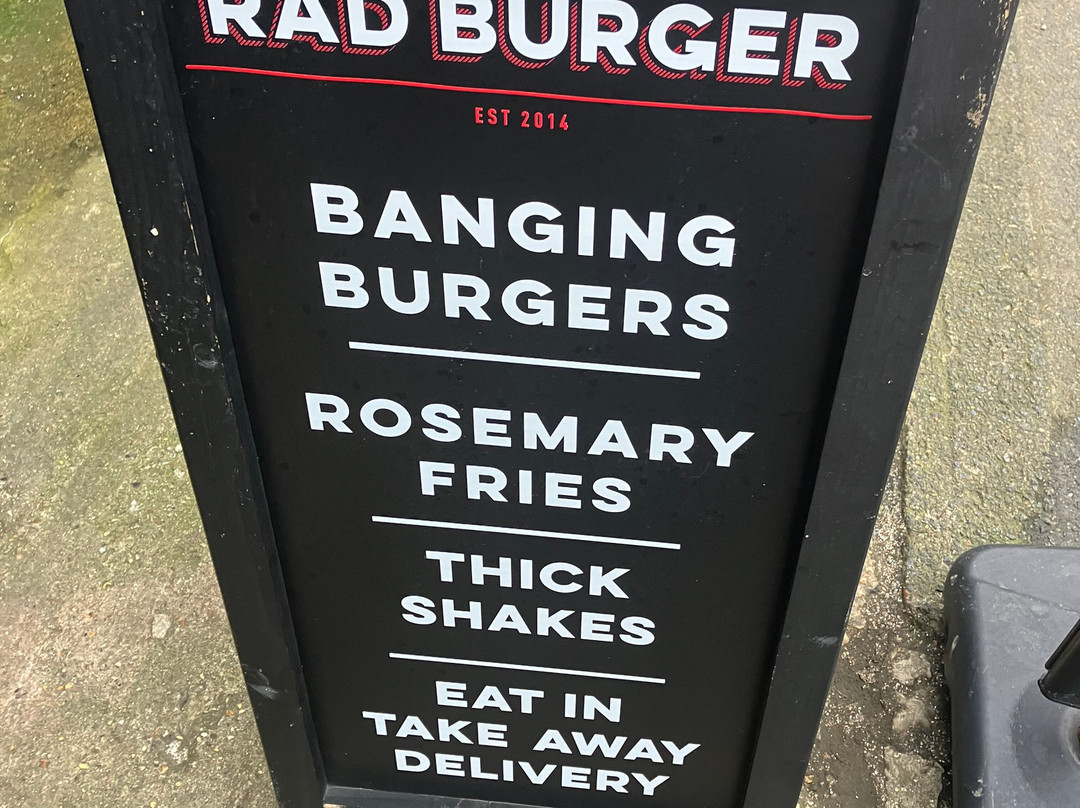 RAD BURGER
EST 2014
BANGING
BURGERS
ROSEMARY
FRIES
THICK
SHAKES
EAT IN
TAKE AWAY
DELIVERY